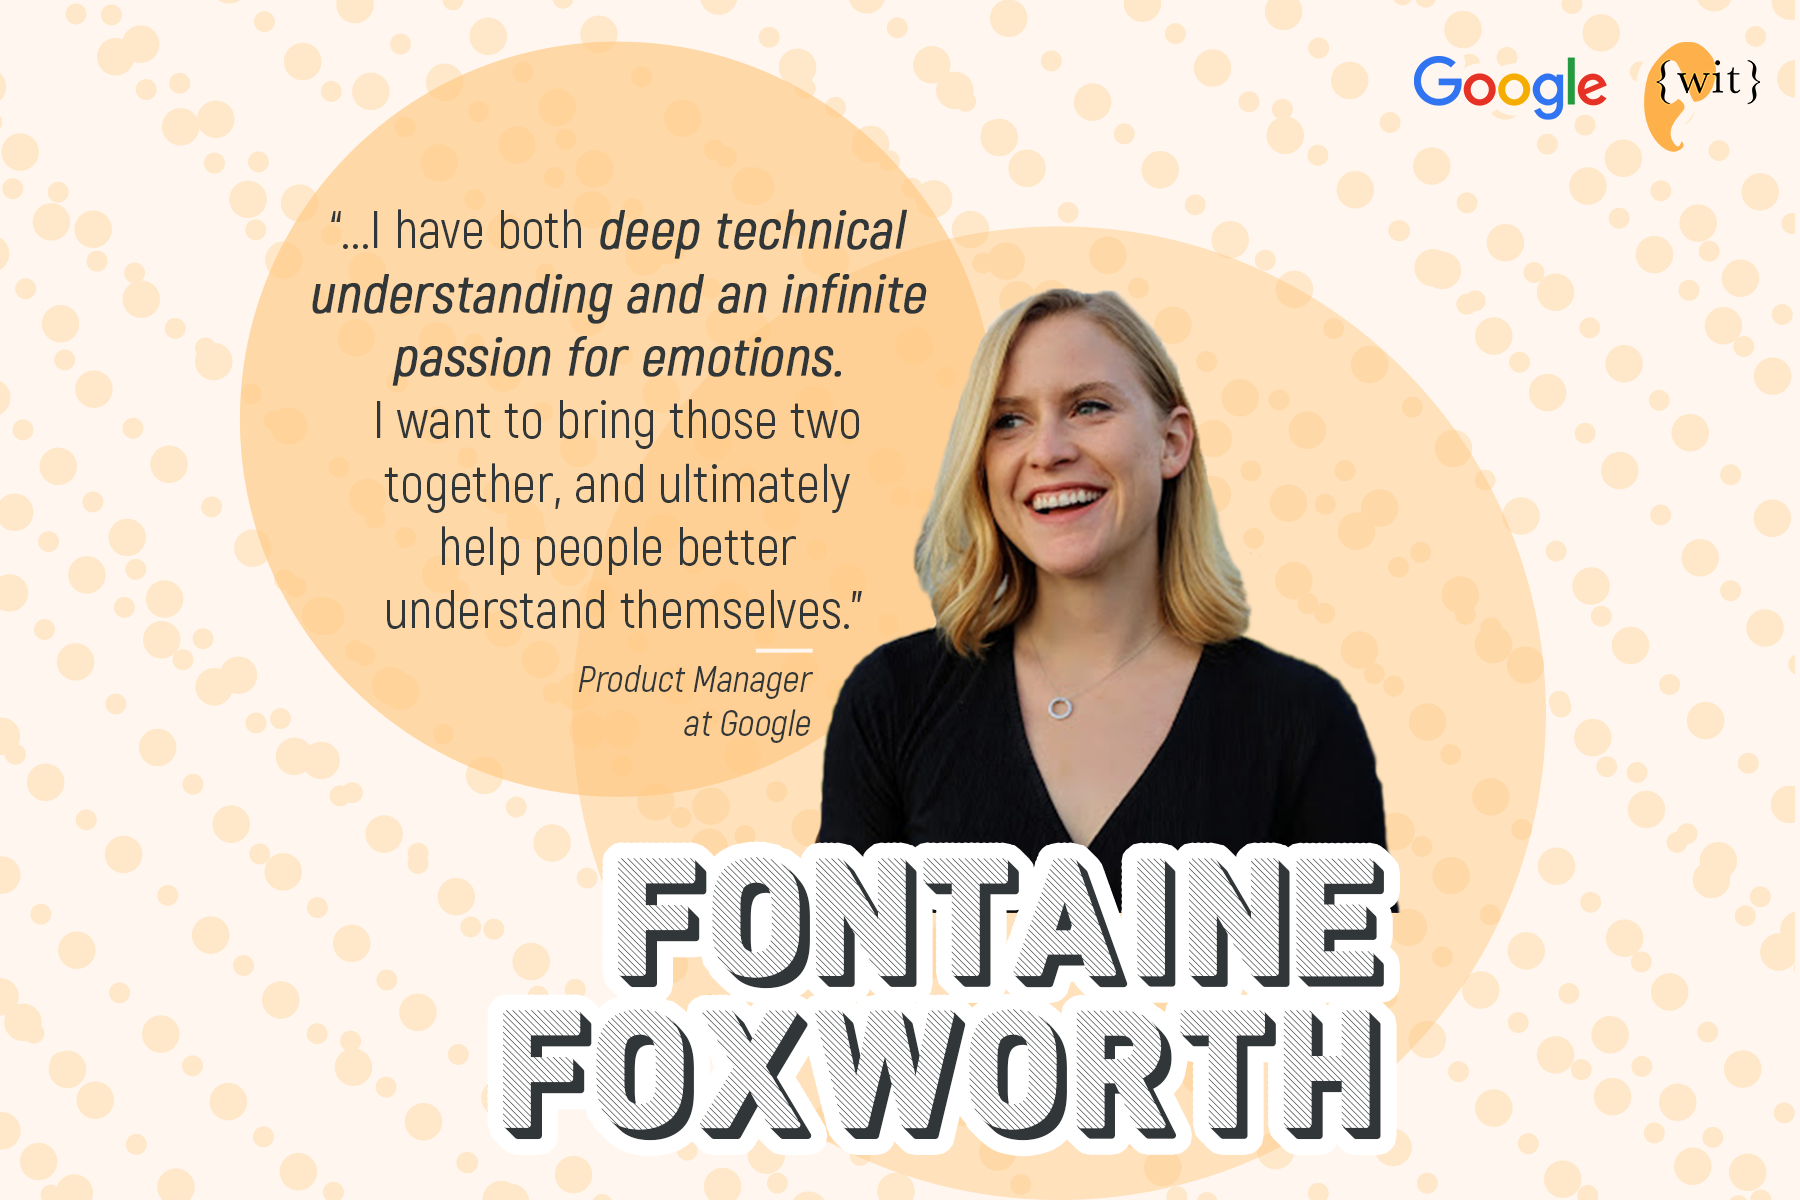 Google {wit}
“...I have both deep technical
understanding and an infinite
passion for emotions.
I want to bring those two
together, and ultimately
help people better
understand themselves.”
Product Manager
at Google
FONTAINE
FOXWORTH